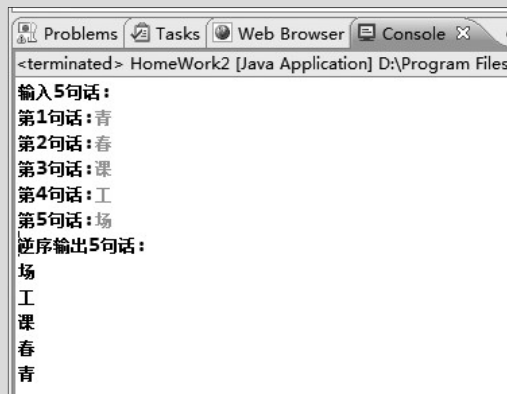 Problems Tasks Web Browser Console
<terminated> HomeWork2 [Java Application] D:\Program Files
输入5句话:
第1句话:青
第2句话:春
第3句话:课
第4句话:工
第5句话:场
逆序输出5句话:
场
工
课
春
青